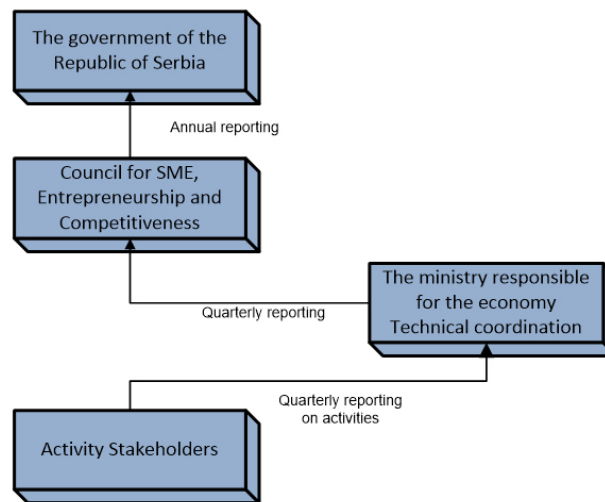 The government of the
Republic of Serbia
Annual reporting
Council for SME,
Entrepreneurship and
Competitiveness
The ministry responsible
for the economy
Technical coordination
Quarterly reporting
Quarterly reporting
on activities
Activity Stakeholders